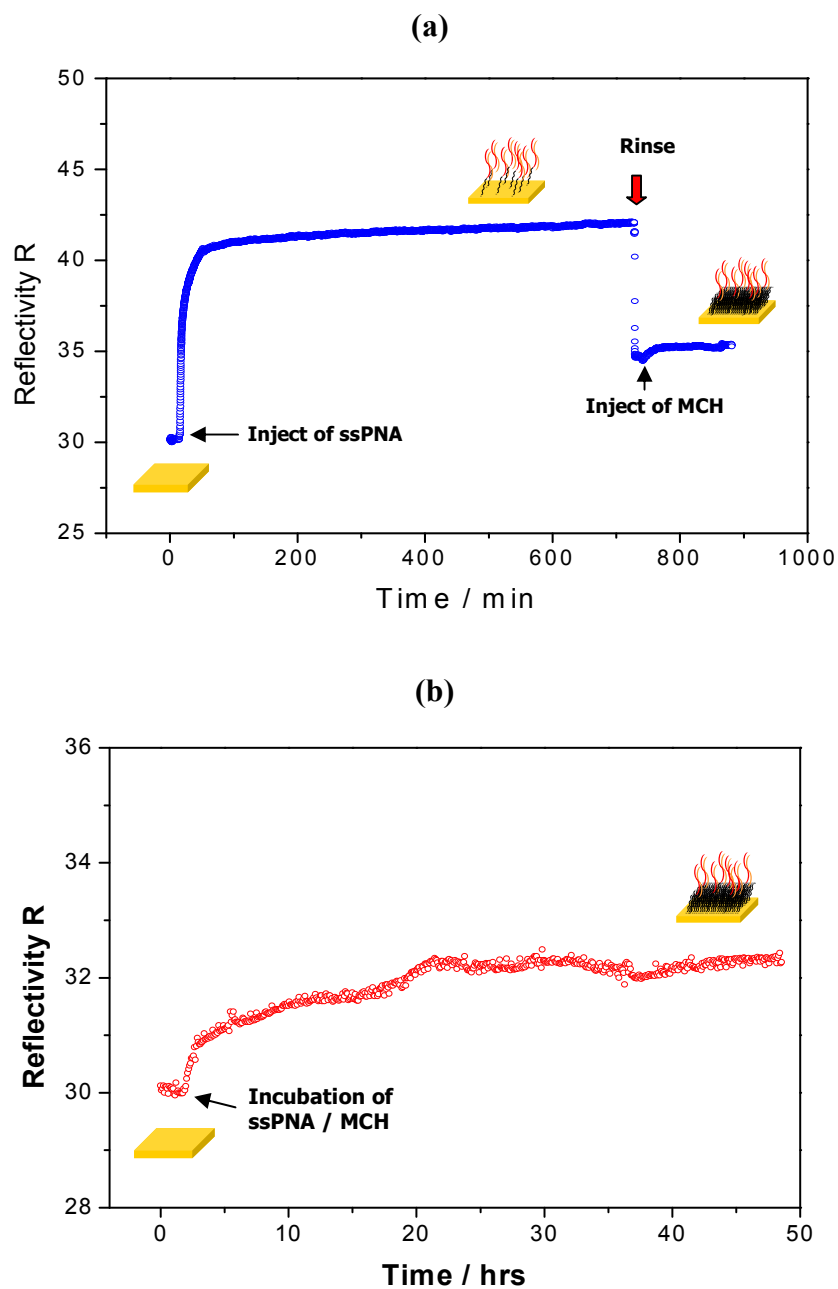 (a)
50
45
40
35
30
25
Reflectivity R
Rinse
Inject of MCH
Inject of ssPNA
0 200 400 600 800 1000
Time / min
(b)
36
34
32
30
28
Reflectivity R
Incubation of
ssPNA / MCH
0 10 20 30 40 50
Time / hrs